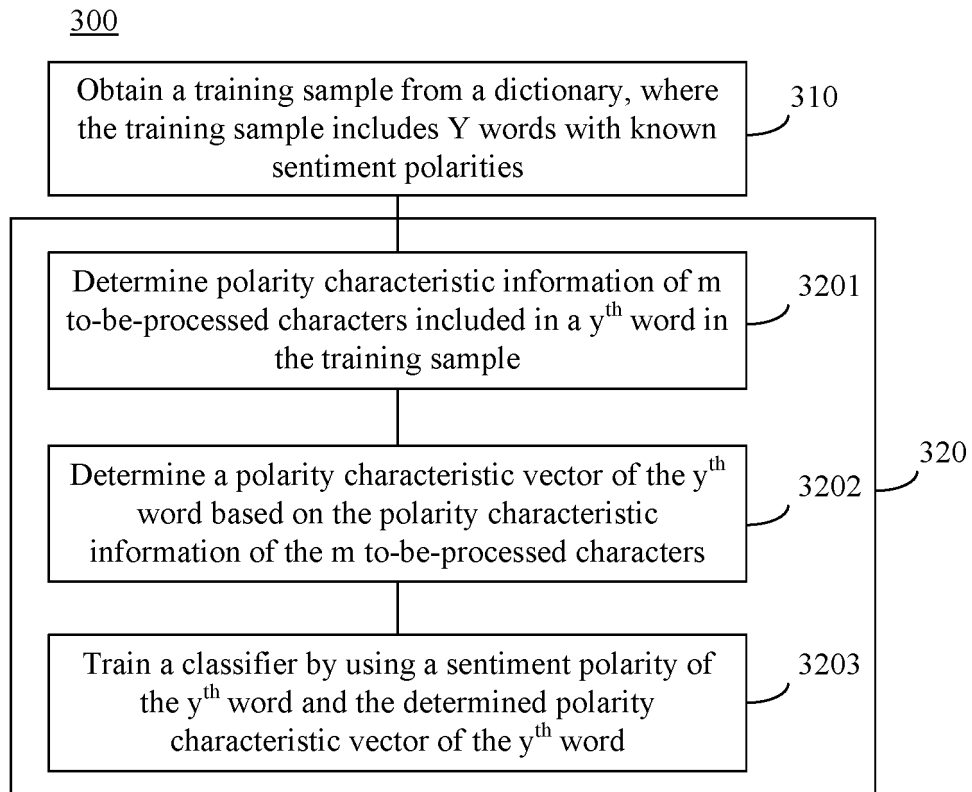 300
Obtain a training sample from a dictionary, where
the training sample includes Y words with known
sentiment polarities
310
Determine polarity characteristic information of m
to-be-processed characters included in a yth word in
the training sample
3201
Determine a polarity characteristic vector of the yth
word based on the polarity characteristic
information of the m to-be-processed characters
3202
320
Train a classifier by using a sentiment polarity of
the yth word and the determined polarity
characteristic vector of the yth word
3203